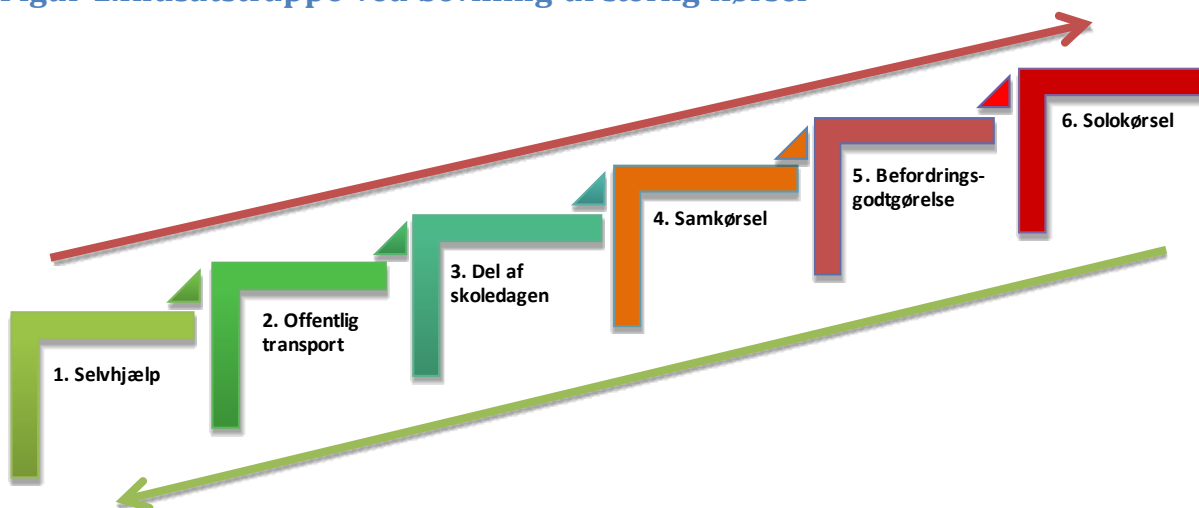 6. Solokørsel
5. Befordrings-
godtgørelse
4. Samkørsel
3. Del af
skoledagen
2. Offentlig
transport
1. Selvhjælp